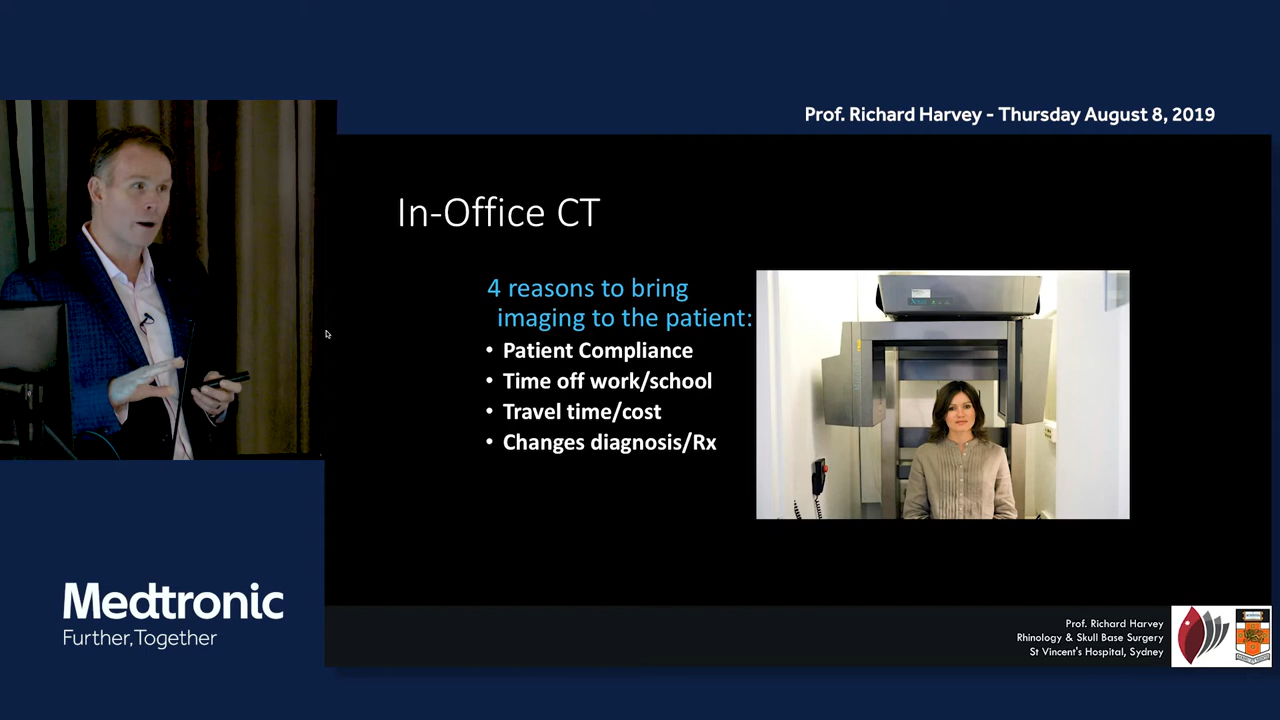 Prof. Richard Harvey - Thursday August 8, 2019
In-Office CT
4 reasons to bring
imaging to the patient:
• Patient Compliance
• Time off work/school
• Travel time/cost
• Changes diagnosis/Rx
Medtronic
Further,Together
Prof. Richard Harvey
Rhinology & Skull Base Surgery
St Vincent's Hospital, Sydney